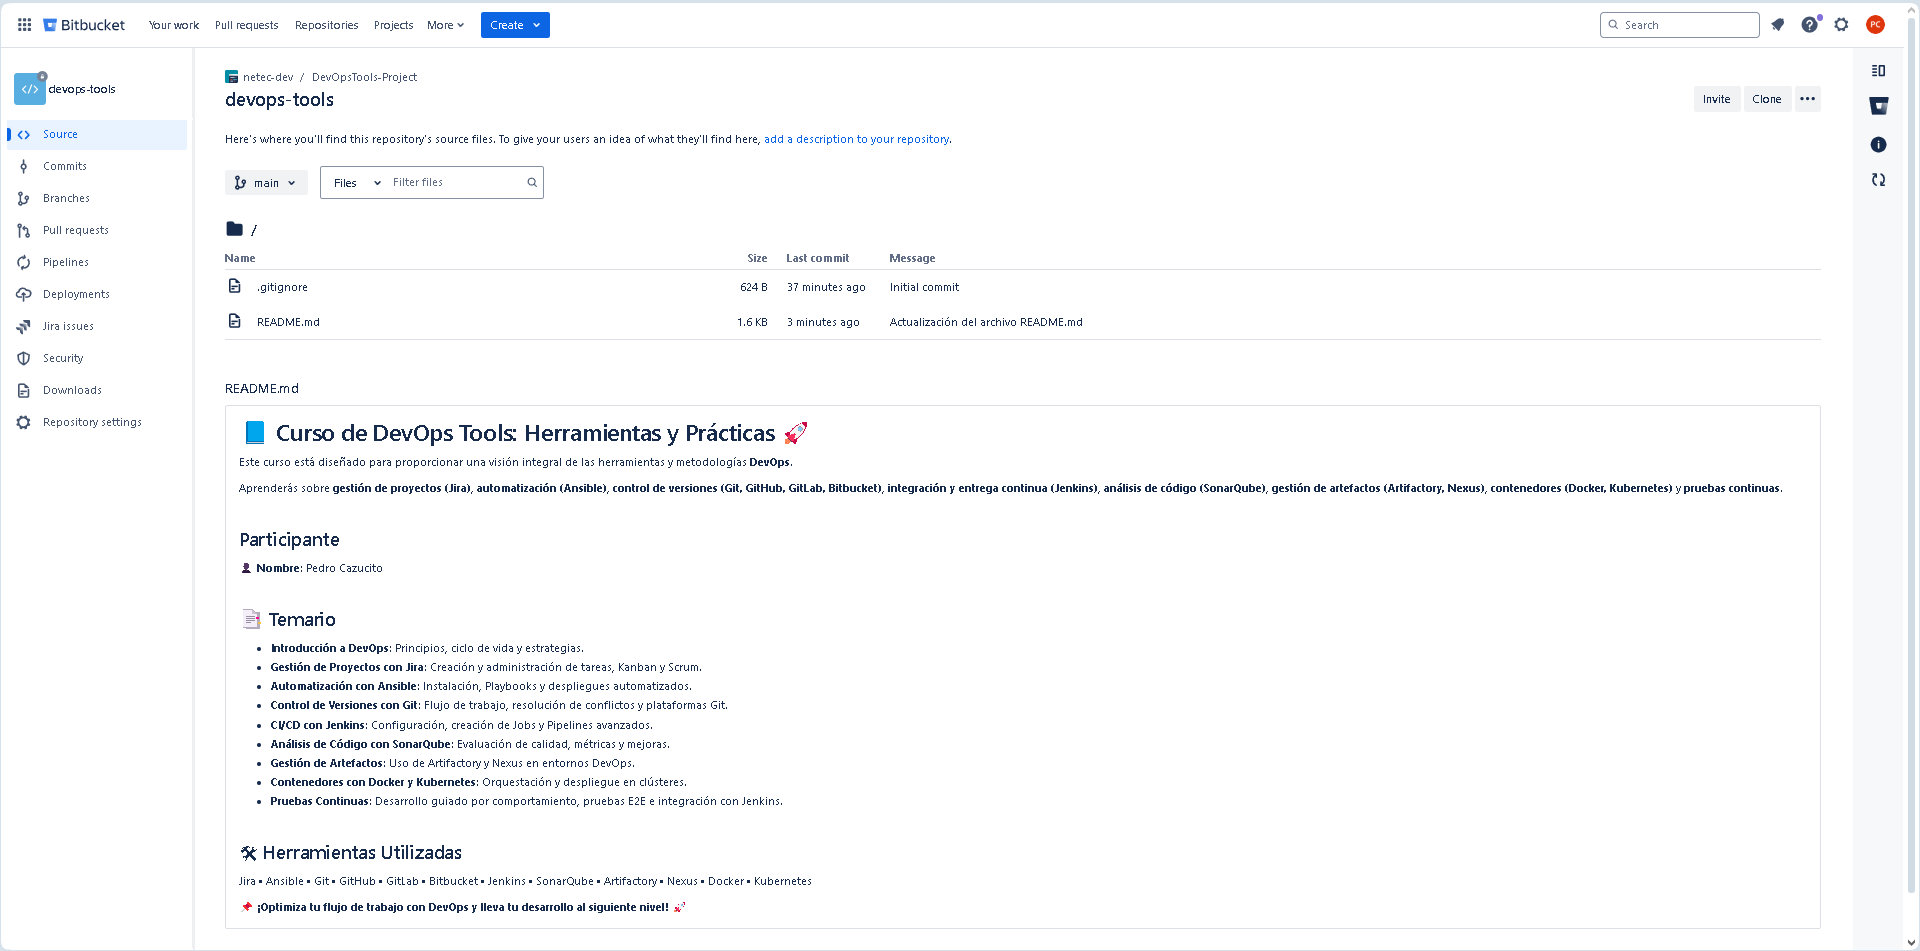 Bitbucket Your work Pull requests Repositories Projects More Create Search PC
devops-tools
Source
Commits
Branches
Pull requests
Pipelines
Deployments
Jira issues
Security
Downloads
Repository settings
netec-dev / DevOpsTools-Project
devops-tools
Invite Clone
Here's where you'll find this repository's source files. To give your users an idea of what they'll find here, add a description to your repository.
main Files Filter files
/
Name Size Last commit Message
.gitignore 624 B 37 minutes ago Initial commit
README.md 1.6 KB 3 minutes ago Actualización del archivo README.md
README.md
📘 Curso de DevOps Tools: Herramientas y Prácticas 🚀
Este curso está diseñado para proporcionar una visión integral de las herramientas y metodologías DevOps.
Aprenderás sobre gestión de proyectos (Jira), automatización (Ansible), control de versiones (Git, GitHub, GitLab, Bitbucket), integración y entrega continua (Jenkins), análisis de código (SonarQube), gestión de artefactos (Artifactory, Nexus), contenedores (Docker, Kubernetes) y pruebas continuas.
Participante
👤 Nombre: Pedro Cazucito
📑 Temario
• Introducción a DevOps: Principios, ciclo de vida y estrategias.
• Gestión de Proyectos con Jira: Creación y administración de tareas, Kanban y Scrum.
• Automatización con Ansible: Instalación, Playbooks y despliegues automatizados.
• Control de Versiones con Git: Flujo de trabajo, resolución de conflictos y plataformas Git.
• CI/CD con Jenkins: Configuración, creación de Jobs y Pipelines avanzados.
• Análisis de Código con SonarQube: Evaluación de calidad, métricas y mejoras.
• Gestión de Artefactos: Uso de Artifactory y Nexus en entornos DevOps.
• Contenedores con Docker y Kubernetes: Orquestación y despliegue en clústeres.
• Pruebas Continuas: Desarrollo guiado por comportamiento, pruebas E2E e integración con Jenkins.
🛠 Herramientas Utilizadas
Jira • Ansible • Git • GitHub • GitLab • Bitbucket • Jenkins • SonarQube • Artifactory • Nexus • Docker • Kubernetes
📌 ¡Optimiza tu flujo de trabajo con DevOps y lleva tu desarrollo al siguiente nivel! 🚀